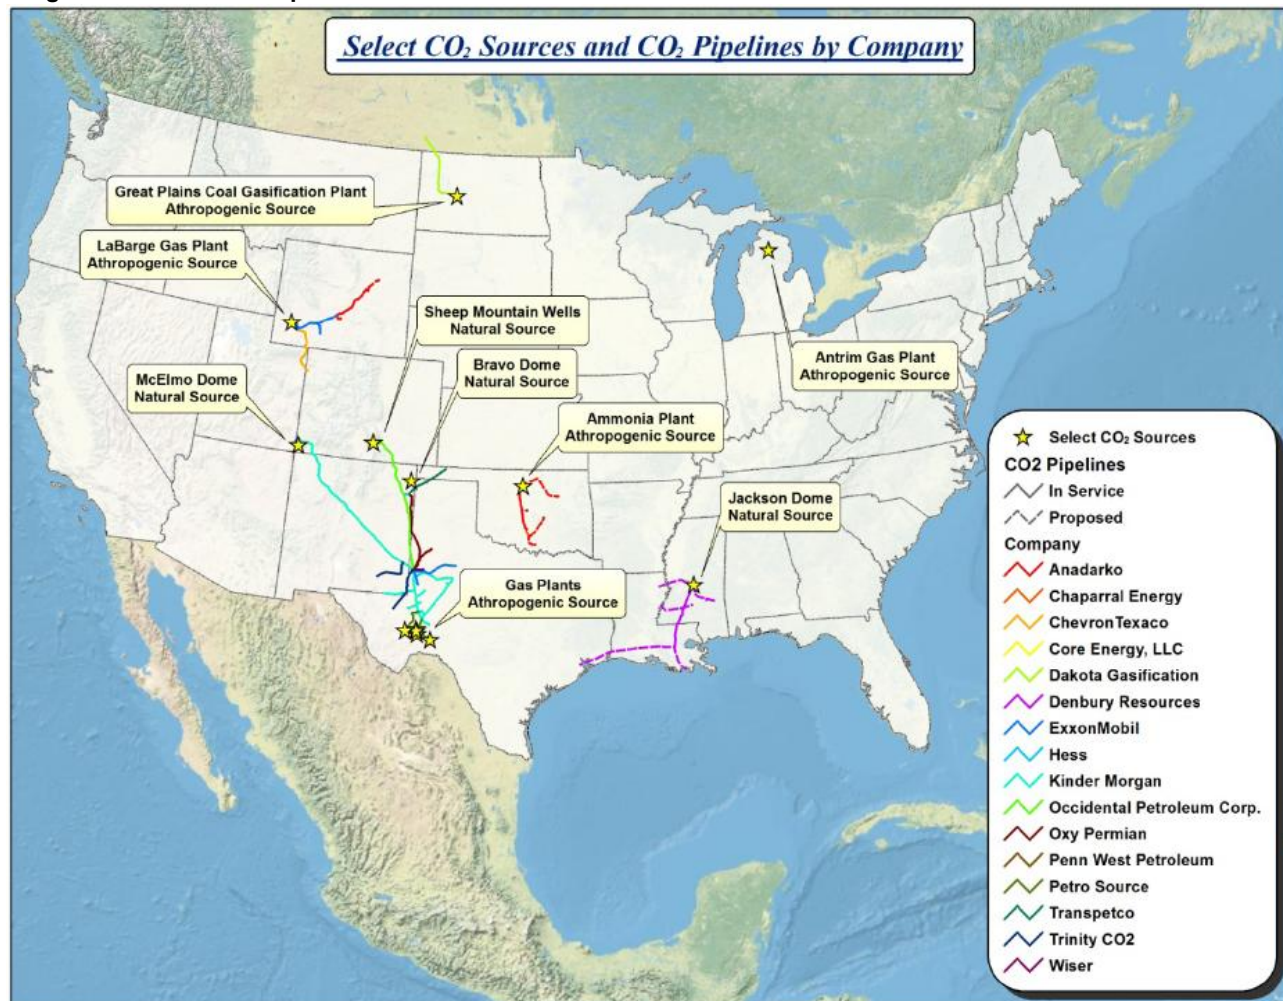 Select CO₂ Sources and CO₂ Pipelines by Company
Great Plains Coal Gasification Plant
Athropogenic Source
LaBarge Gas Plant
Athropogenic Source
Sheep Mountain Wells
Natural Source
Bravo Dome
Natural Source
McElmo Dome
Natural Source
Antrim Gas Plant
Athropogenic Source
Ammonia Plant
Athropogenic Source
Jackson Dome
Natural Source
Gas Plants
Athropogenic Source
Select CO₂ Sources
CO2 Pipelines
In Service
Proposed
Company
Anadarko
Chaparral Energy
ChevronTexaco
Core Energy, LLC
Dakota Gasification
Denbury Resources
ExxonMobil
Hess
Kinder Morgan
Occidental Petroleum Corp.
Oxy Permian
Penn West Petroleum
Petro Source
Transpetco
Trinity CO2
Wiser